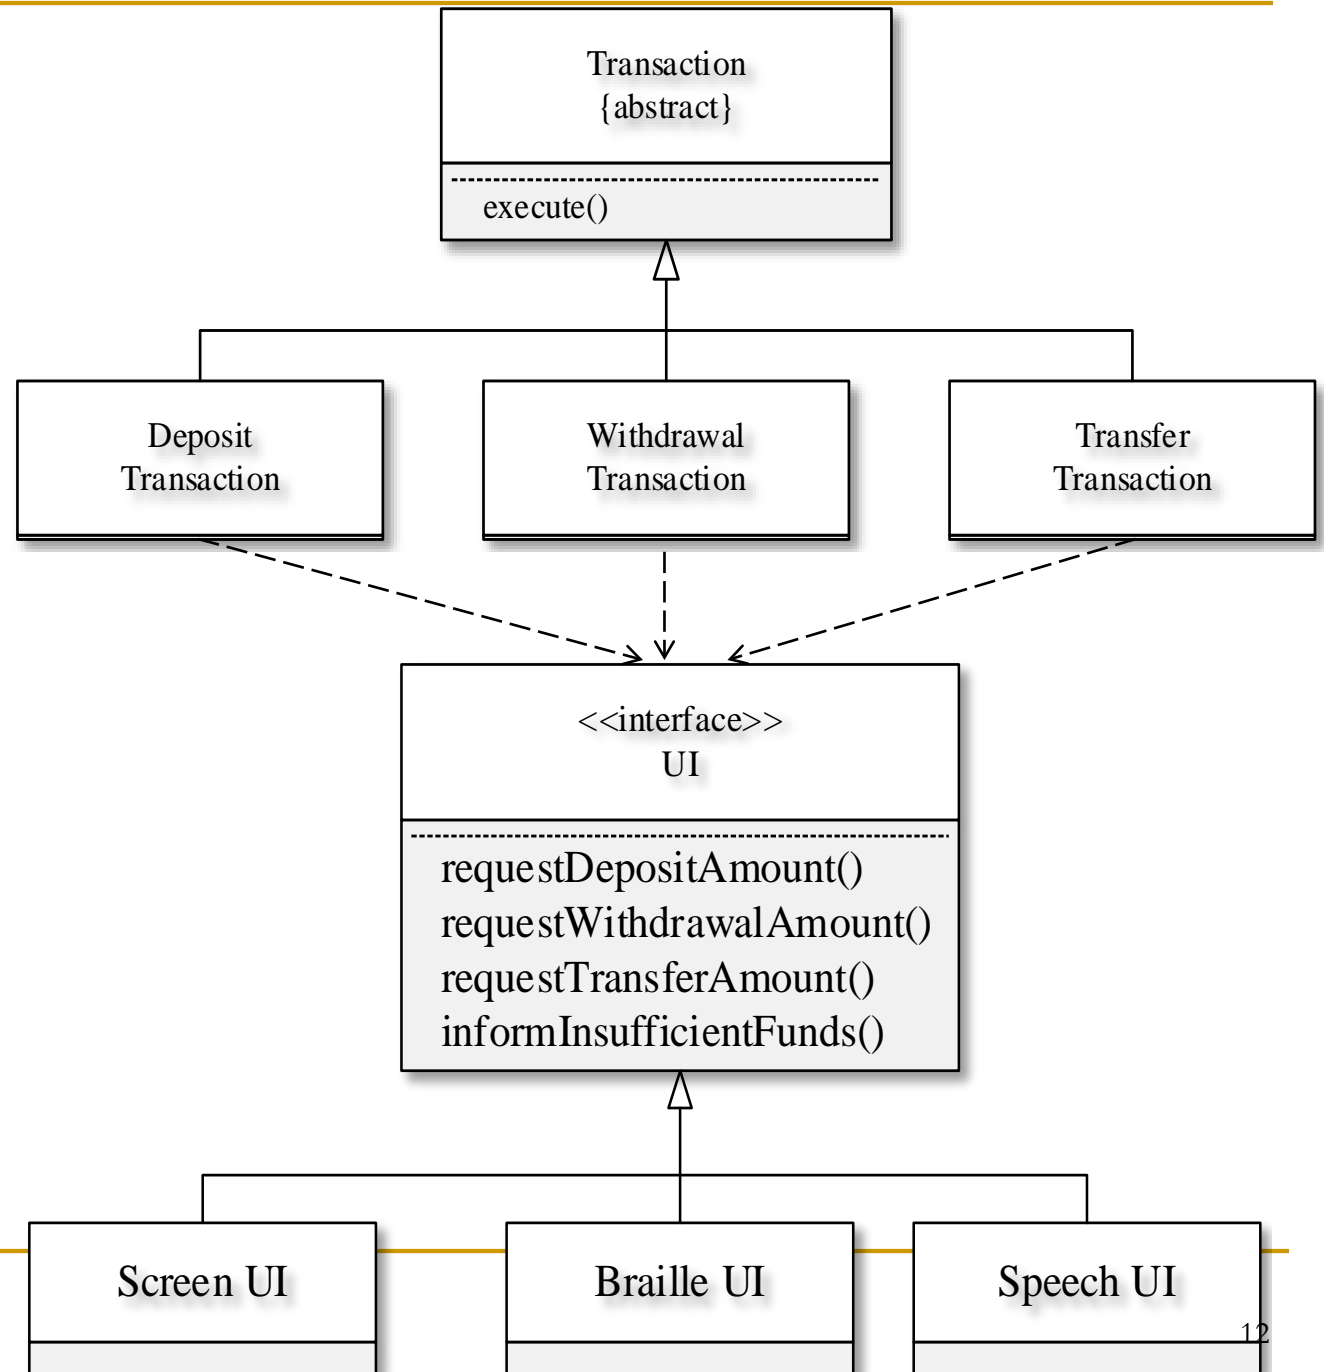 Transaction
{abstract}
execute()
Deposit
Transaction
Withdrawal
Transaction
Transfer
Transaction
<<interface>>
UI
requestDepositAmount()
requestWithdrawalAmount()
requestTransferAmount()
informInsufficientFunds()
Screen UI
Braille UI
Speech UI
12